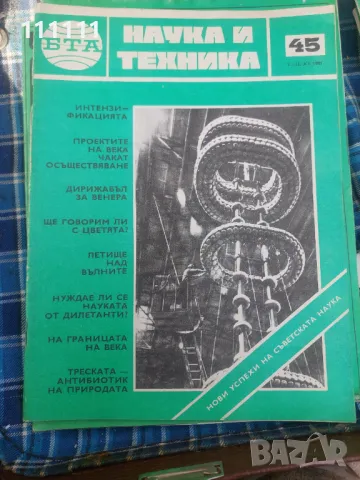 111111
БТА
НАУКА И
ТЕХНИКА
45
ИНТЕНЗИ-
ФИКАЦИЯТА
ПРОЕКТИТЕ
НА ВЕКА
ЧАКАТ
ОСЪЩЕСТВЯВАНЕ
ДИРИЖАБЪЛ
ЗА ВЕНЕРА
ЩЕ ГОВОРИМ ЛИ
С ЦВЕТЯТА?
ЛЕТИЩЕ
НАД
ВЪЛНИТЕ
НУЖДАЕ ЛИ СЕ
НАУКАТА
ОТ ДИЛЕТАНТИ?
НА ГРАНИЦАТА
НА ВЕКА
ТРЕСКАТА —
АНТИБИОТИК
НА ПРИРОДАТА
НОВИ УСПЕХИ НА СЪВЕТСКАТА НАУКА
BAZAR